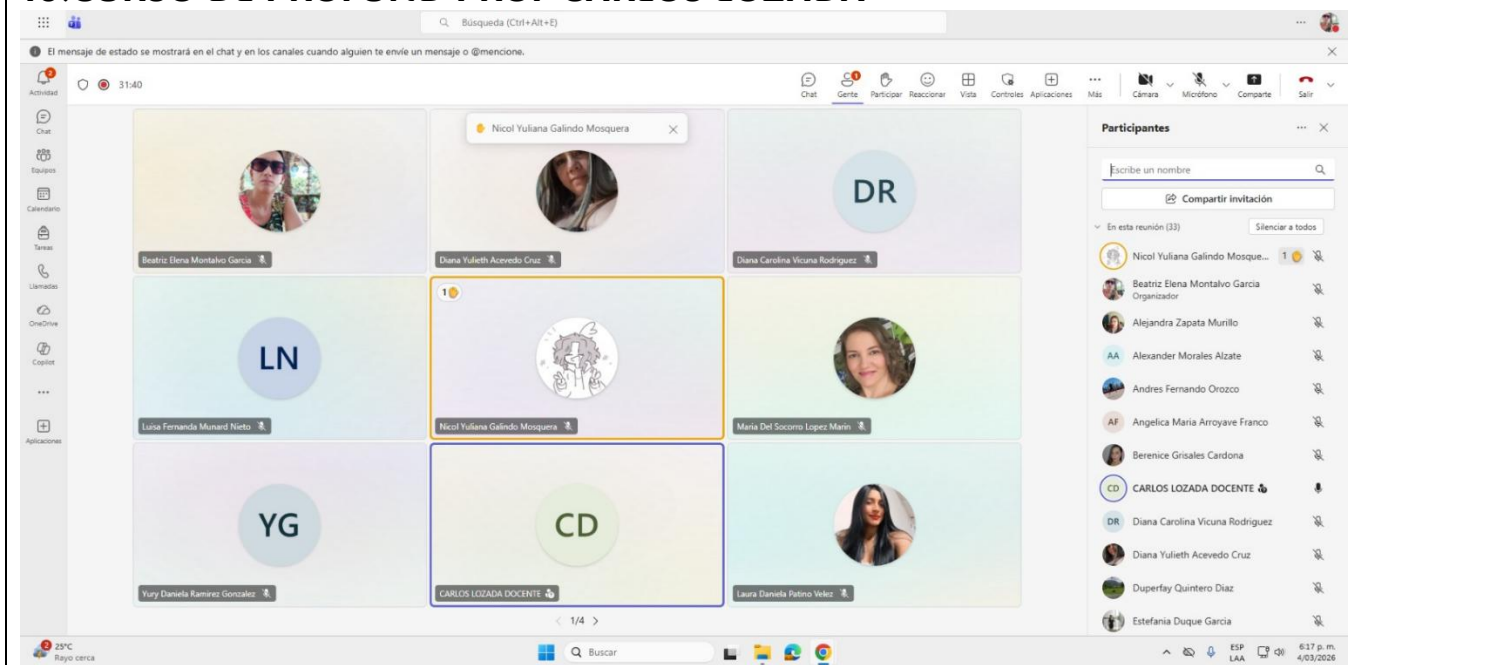 Búsqueda (Ctrl+Alt+E)
El mensaje de estado se mostrará en el chat y en los canales cuando alguien te envíe un mensaje o @mencione.
31:40
Chat
Gente
Participar
Reaccionar
Vista
Controles
Aplicaciones
Más
Cámara
Micrófono
Comparte
Salir
2
1
Actividad
Chat
Equipos
Calendario
Tareas
Llamadas
OneDrive
Copilot
Aplicaciones
Nicol Yuliana Galindo Mosquera
Beatriz Elena Montalvo Garcia
Diana Yulieth Acevedo Cruz
DR
Diana Carolina Vicuna Rodriguez
LN
Luisa Fernanda Munard Nieto
1
Nicol Yuliana Galindo Mosquera
Maria Del Socorro Lopez Marin
YG
Yury Daniela Ramirez Gonzalez
CD
CARLOS LOZADA DOCENTE
Laura Daniela Patino Velez
1/4
Participantes
Escribe un nombre
Compartir invitación
En esta reunión (33)
Silenciar a todos
Nicol Yuliana Galindo Mosque... 1
Beatriz Elena Montalvo Garcia
Organizador
Alejandra Zapata Murillo
AA Alexander Morales Alzate
Andres Fernando Orozco
AF Angelica Maria Arroyave Franco
Berenice Grisales Cardona
CD CARLOS LOZADA DOCENTE
DR Diana Carolina Vicuna Rodriguez
Diana Yulieth Acevedo Cruz
Duperfay Quintero Diaz
Estefania Duque Garcia
2
25°C
Rayo cerca
Buscar
ESP
LAA
6:17 p. m.
4/03/2026